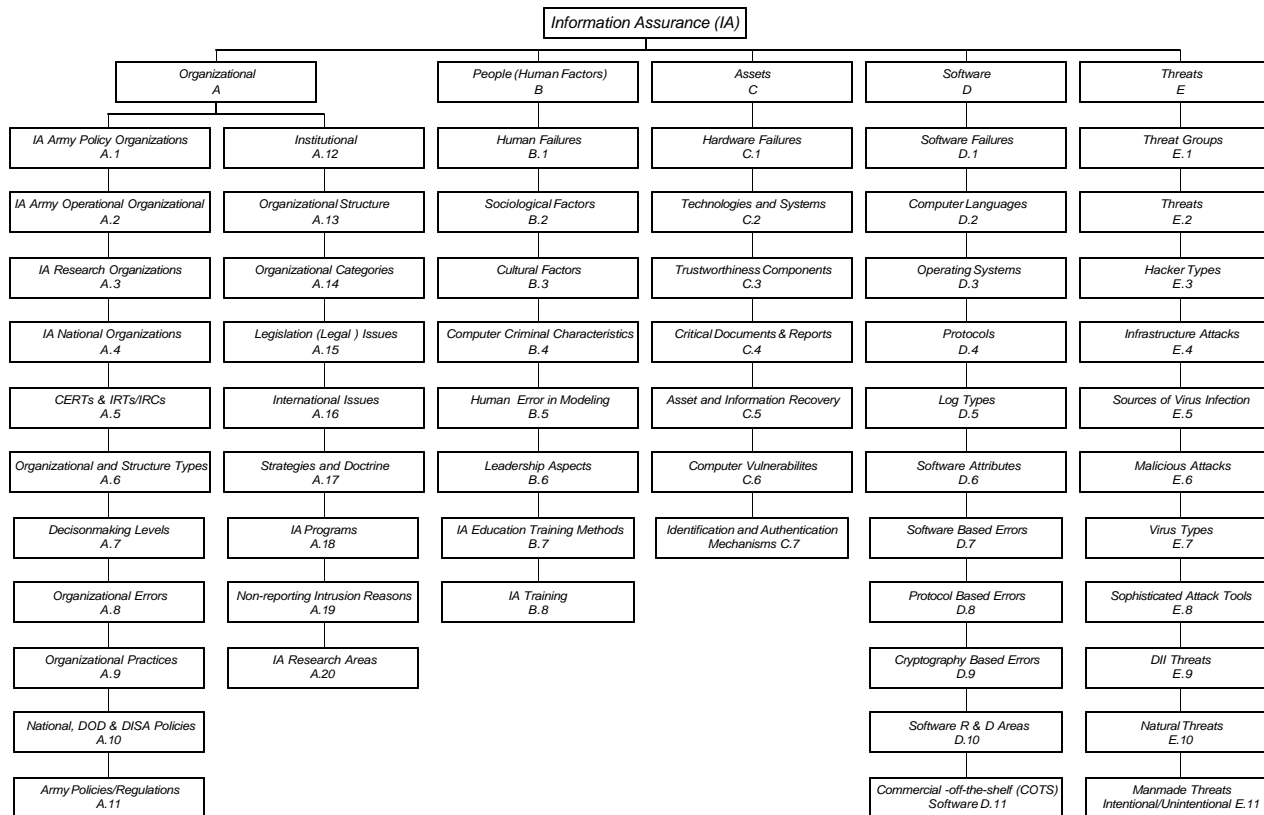 Information Assurance (IA)
Organizational
A
People (Human Factors)
B
Assets
C
Software
D
Threats
E
IA Army Policy Organizations
A.1
IA Army Operational Organizational
A.2
IA Research Organizations
A.3
IA National Organizations
A.4
CERTs & IRTs/IRCs
A.5
Organizational and Structure Types
A.6
Decisonmaking Levels
A.7
Organizational Errors
A.8
Organizational Practices
A.9
National, DOD & DISA Policies
A.10
Army Policies/Regulations
A.11
Institutional
A.12
Organizational Structure
A.13
Organizational Categories
A.14
Legislation (Legal ) Issues
A.15
International Issues
A.16
Strategies and Doctrine
A.17
IA Programs
A.18
Non-reporting Intrusion Reasons
A.19
IA Research Areas
A.20
Human Failures
B.1
Sociological Factors
B.2
Cultural Factors
B.3
Computer Criminal Characteristics
B.4
Human Error in Modeling
B.5
Leadership Aspects
B.6
IA Education Training Methods
B.7
IA Training
B.8
Hardware Failures
C.1
Technologies and Systems
C.2
Trustworthiness Components
C.3
Critical Documents & Reports
C.4
Asset and Information Recovery
C.5
Computer Vulnerabilites
C.6
Identification and Authentication
Mechanisms C.7
Software Failures
D.1
Computer Languages
D.2
Operating Systems
D.3
Protocols
D.4
Log Types
D.5
Software Attributes
D.6
Software Based Errors
D.7
Protocol Based Errors
D.8
Cryptography Based Errors
D.9
Software R & D Areas
D.10
Commercial -off-the-shelf (COTS)
Software D.11
Threat Groups
E.1
Threats
E.2
Hacker Types
E.3
Infrastructure Attacks
E.4
Sources of Virus Infection
E.5
Malicious Attacks
E.6
Virus Types
E.7
Sophisticated Attack Tools
E.8
DII Threats
E.9
Natural Threats
E.10
Manmade Threats
Intentional/Unintentional E.11